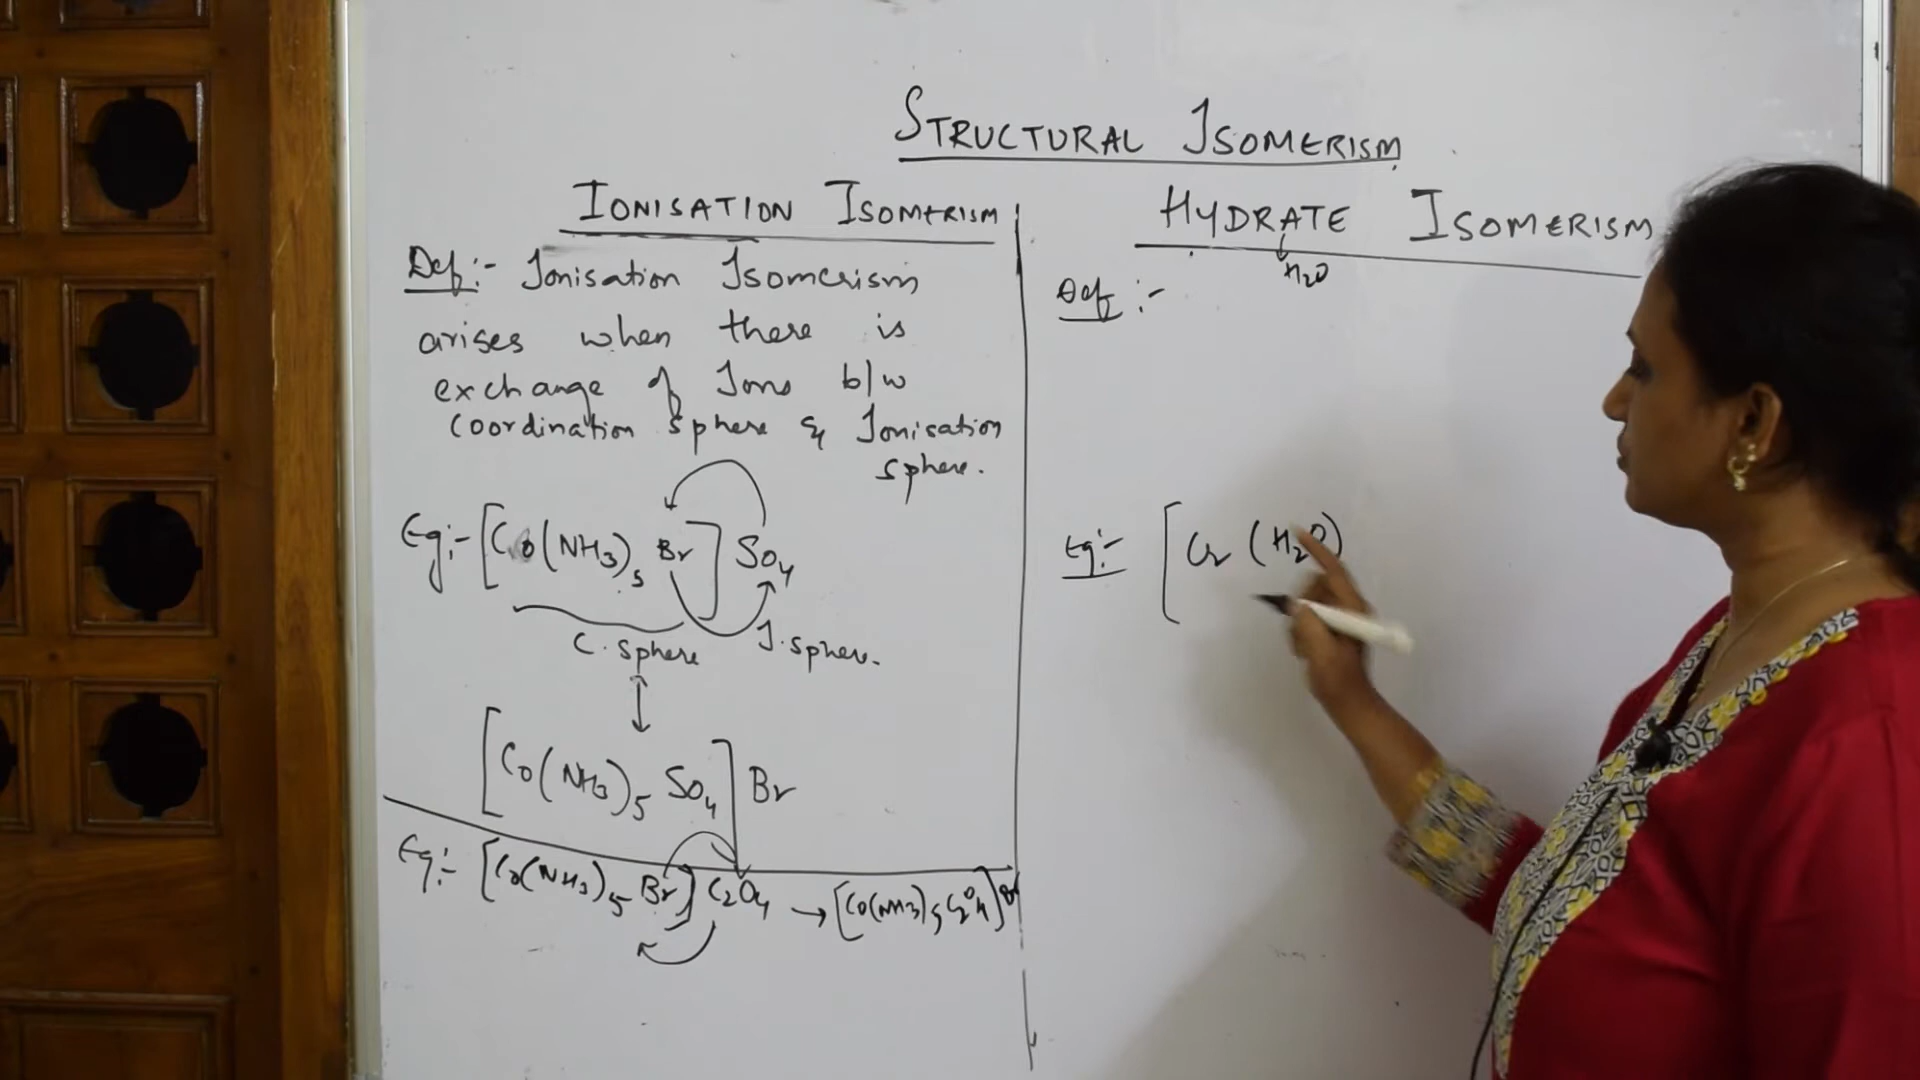 STRUCTURAL ISOMERISM
IONISATION ISOMERISM
Def:- Ionisation Isomerism
arises when there is
exchange of Ions b/w
Coordination Sphere & Ionisation
sphere.
Eg:- [Co(NH3)5 Br] SO4
C. sphere I. sphere.
[Co(NH3)5 SO4] Br
Eg:- [Co(NH3)5 Br] C2O4 → [Co(NH3)5 C2O4] Br
HYDRATE ISOMERISM
H2O
Def:-
Eg:- [Cr (H2O)